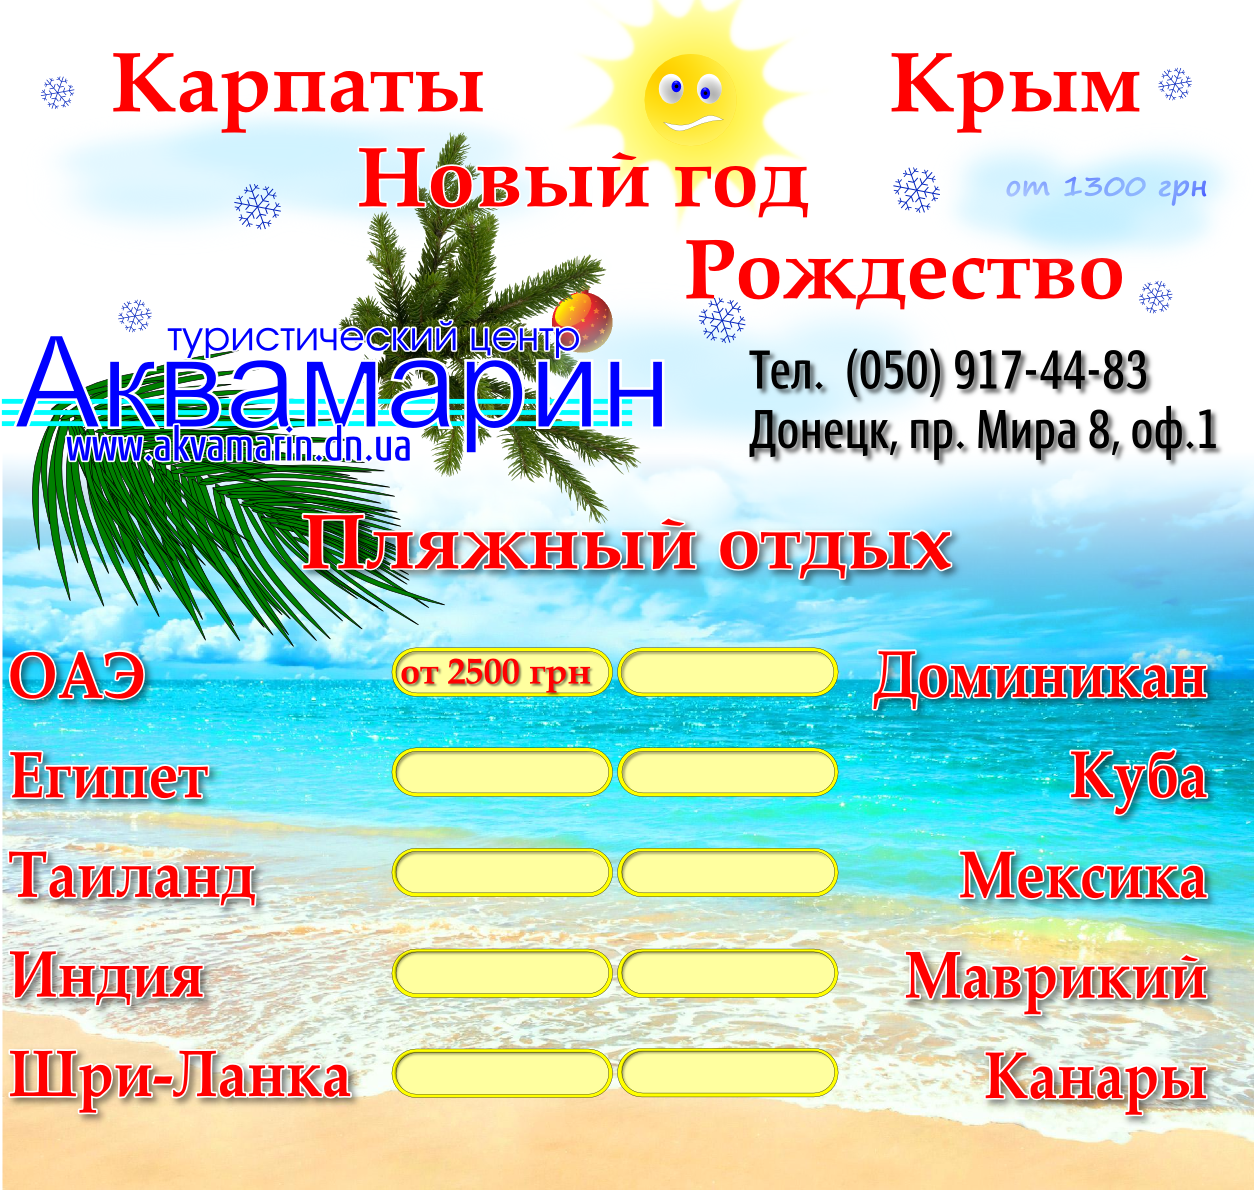 Карпаты
Крым
Новый год
от 1300 грн
Рождество
туристический центр
Аквамарин
www.akvamarin.dn.ua
Тел. (050) 917-44-83
Донецк, пр. Мира 8, оф.1
Пляжный отдых
ОАЭ
от 2500 грн
Доминикан
Египет
Куба
Таиланд
Мексика
Индия
Маврикий
Шри-Ланка
Канары